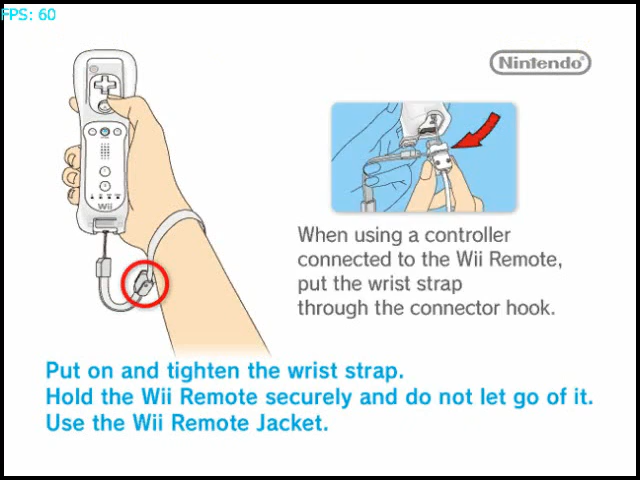 FPS: 60
Nintendo
Wii
When using a controller
connected to the Wii Remote,
put the wrist strap
through the connector hook.
Put on and tighten the wrist strap.
Hold the Wii Remote securely and do not let go of it.
Use the Wii Remote Jacket.